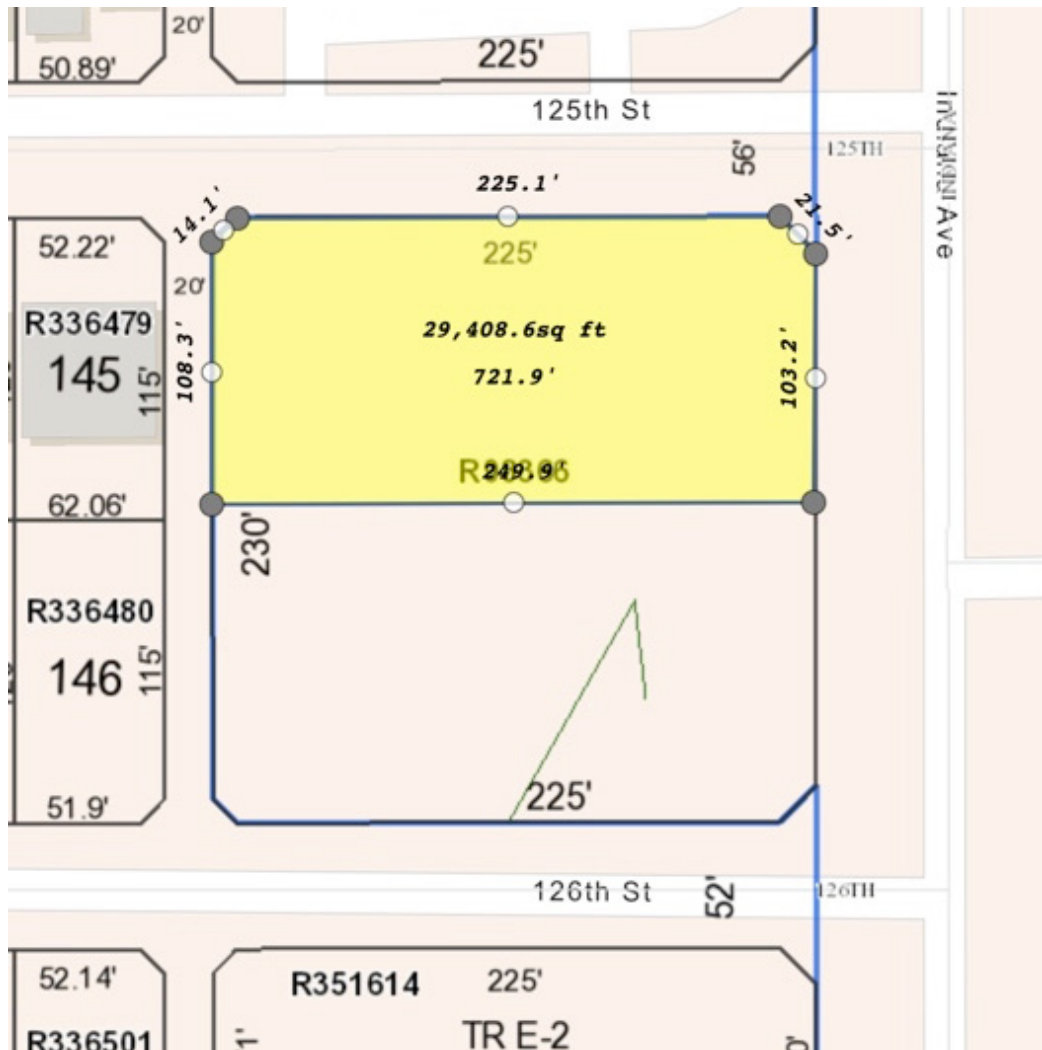 20'
50.89'
225'
125th St
56'
125TH
Indiana Ave
225.1'
14.1'
21.5'
52.22'
225'
20'
R336479
145
115'
108.3'
29,408.6sq ft
721.9'
103.2'
249.9'
62.06'
230'
R336480
146
115'
51.9'
225'
126th St
52'
126TH
52.14'
R351614
225'
R336501
TR E-2